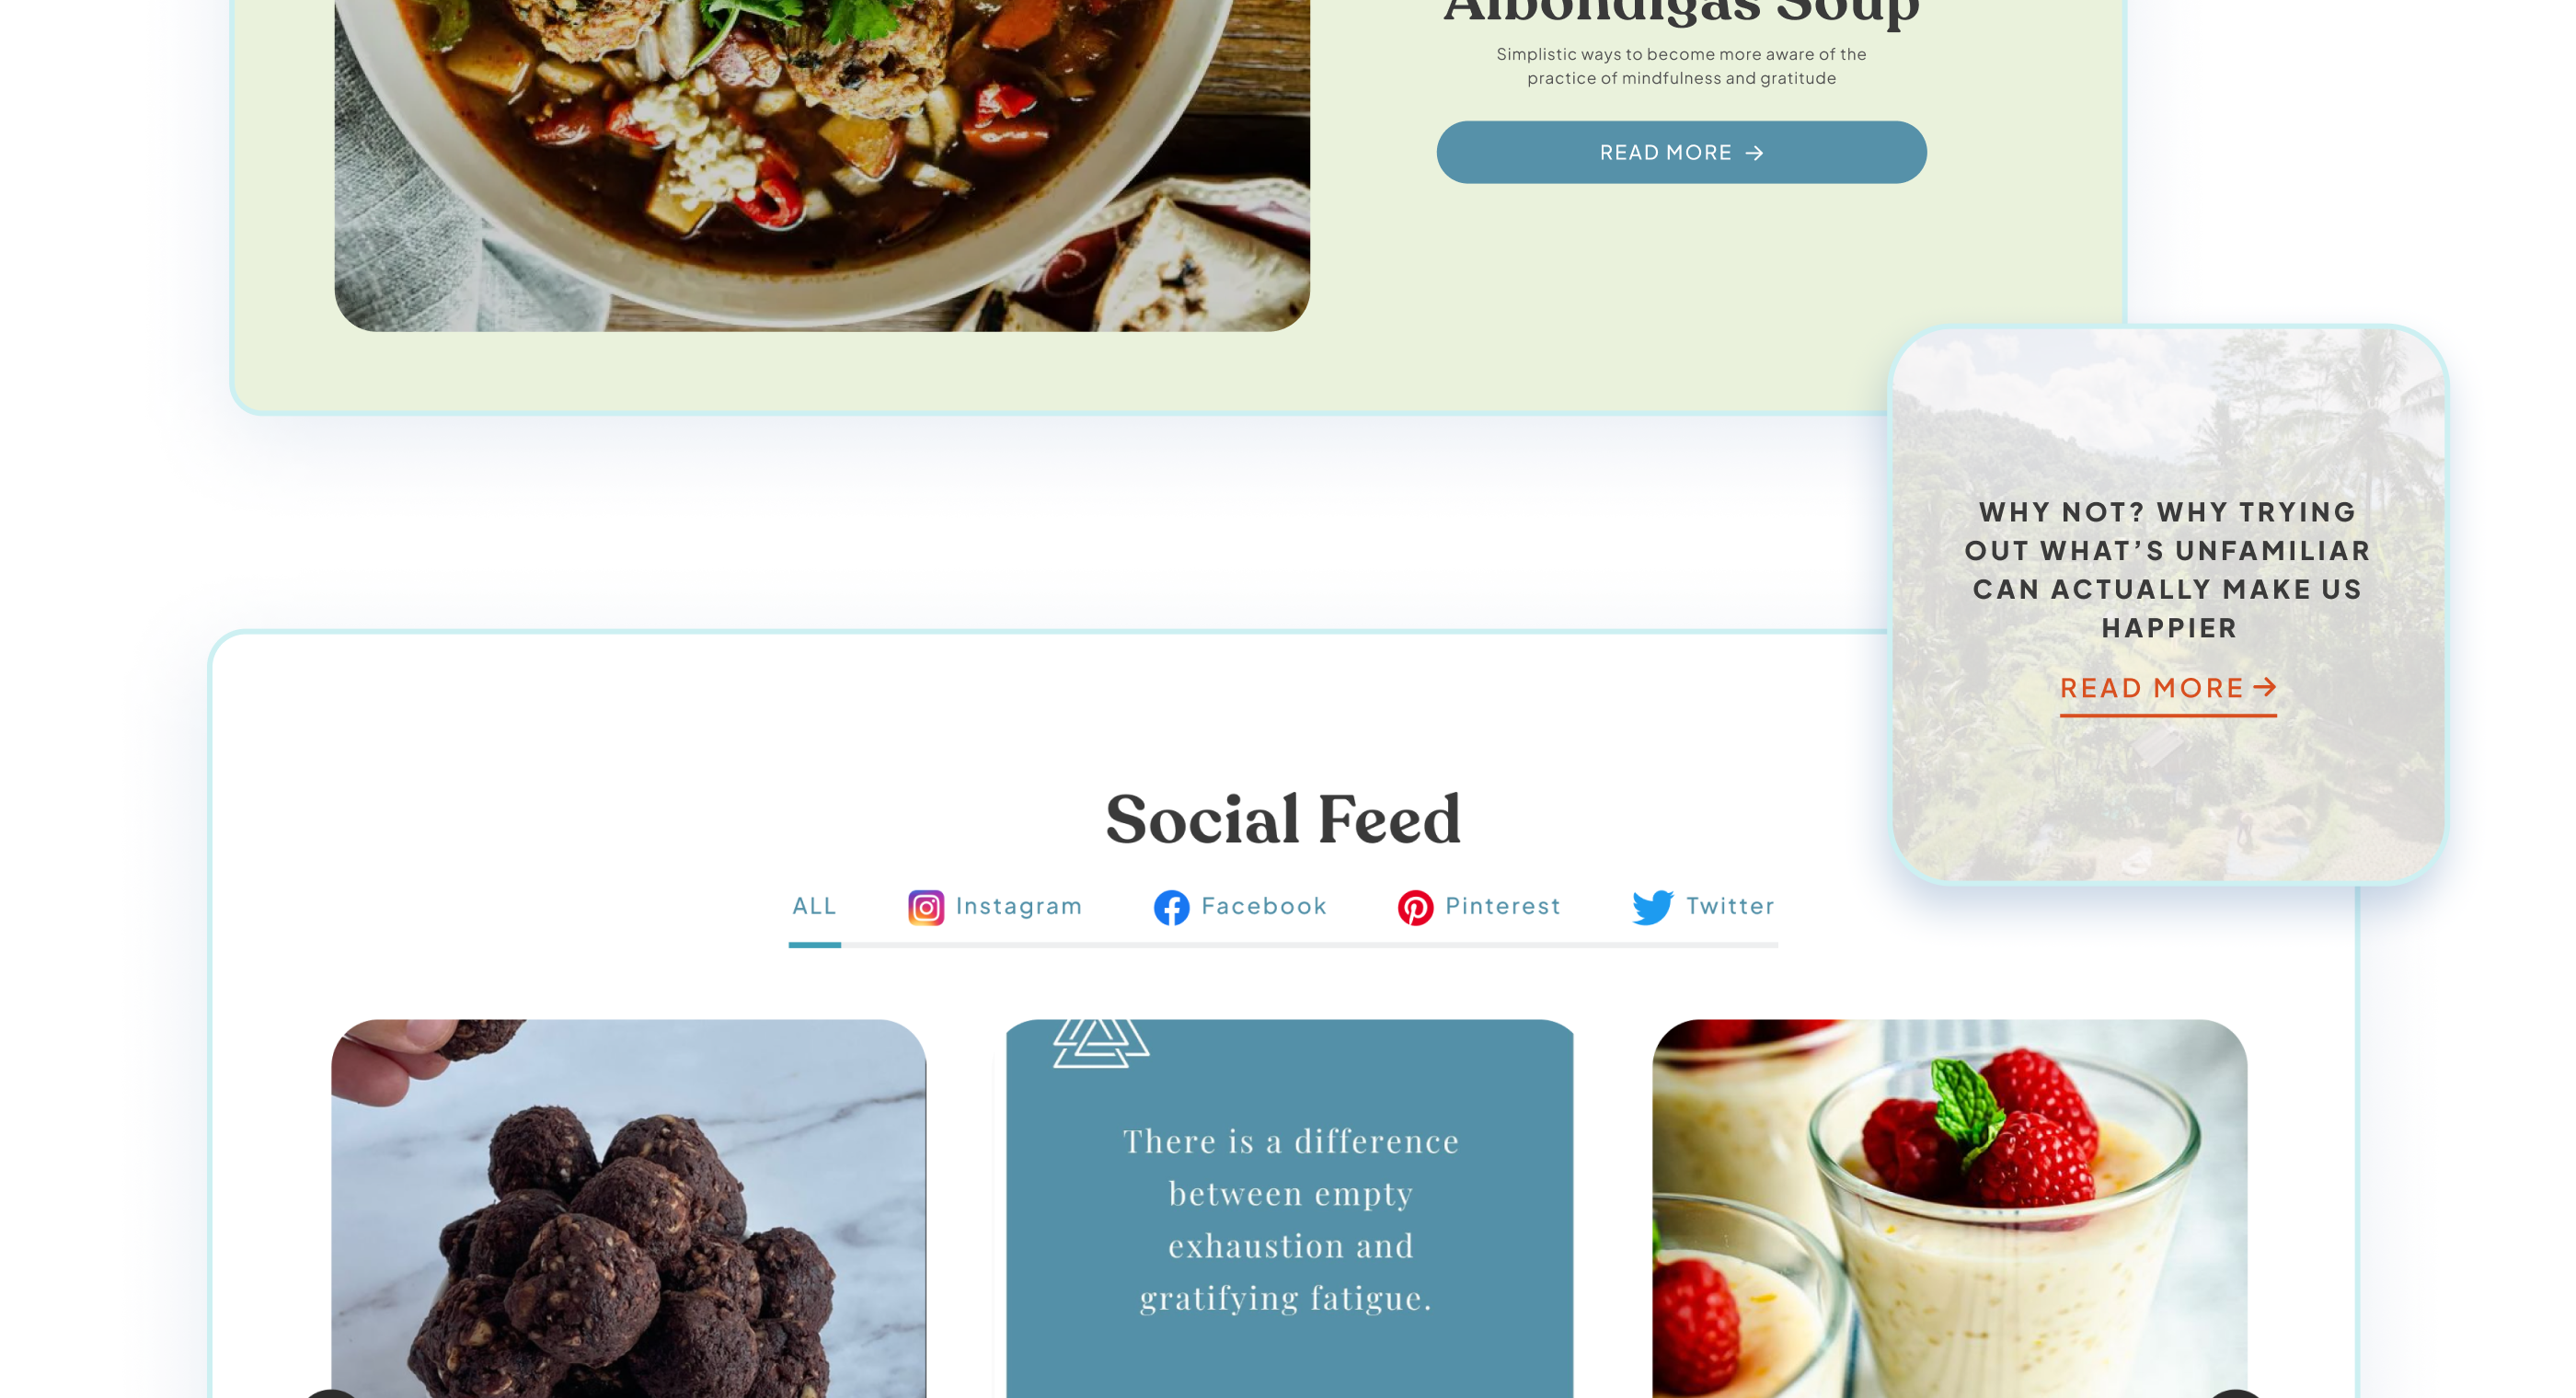 Albondigas Soup
Simplistic ways to become more aware of the
practice of mindfulness and gratitude
READ MORE →
WHY NOT? WHY TRYING
OUT WHAT’S UNFAMILIAR
CAN ACTUALLY MAKE US
HAPPIER
READ MORE →
Social Feed
ALL Instagram Facebook Pinterest Twitter
There is a difference
between empty
exhaustion and
gratifying fatigue.